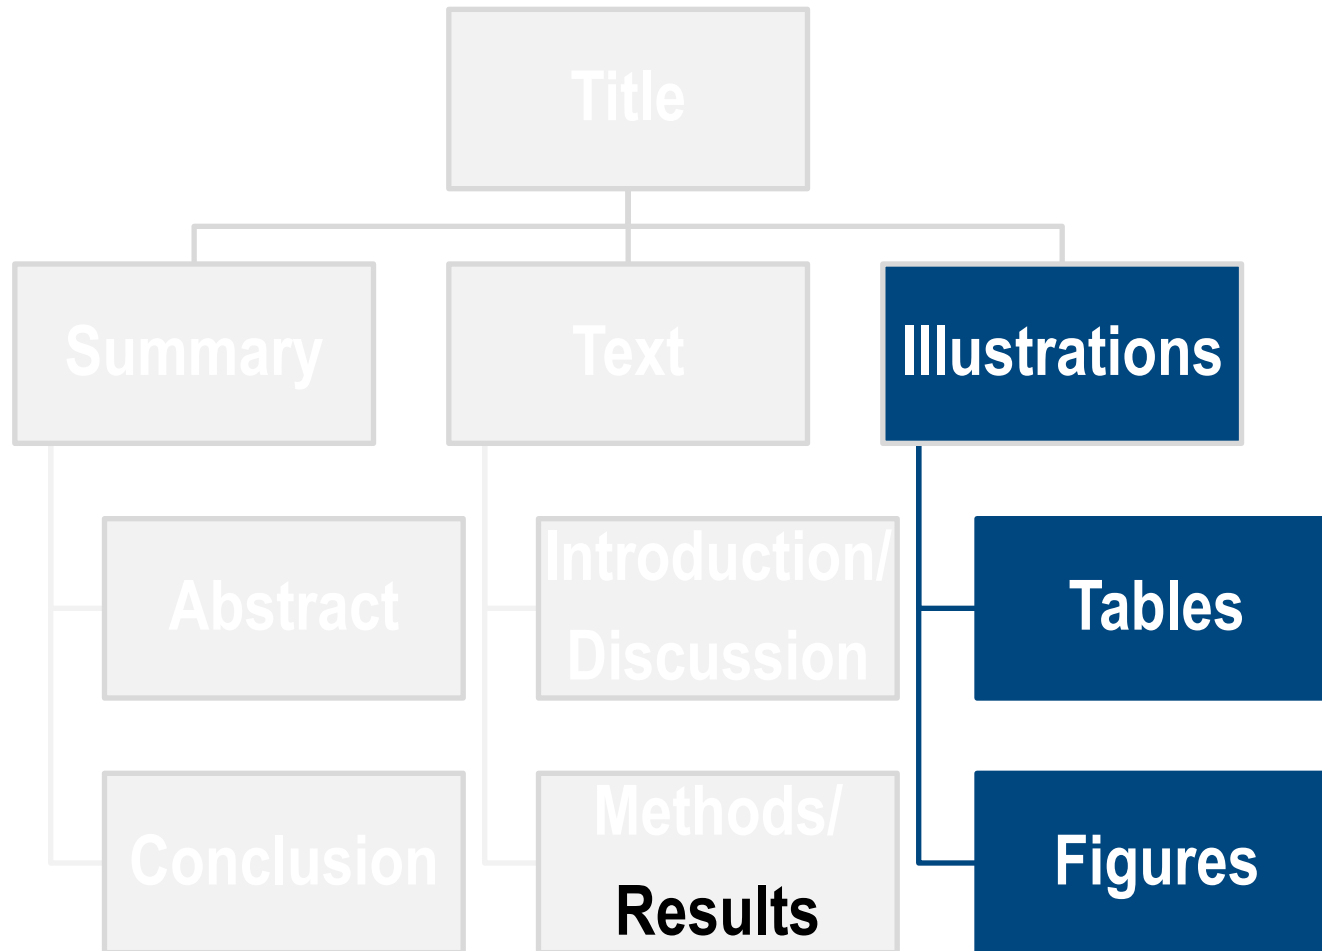 Title
Summary
Text
Illustrations
Abstract
Introduction/
Discussion
Tables
Conclusion
Methods/
Results
Figures